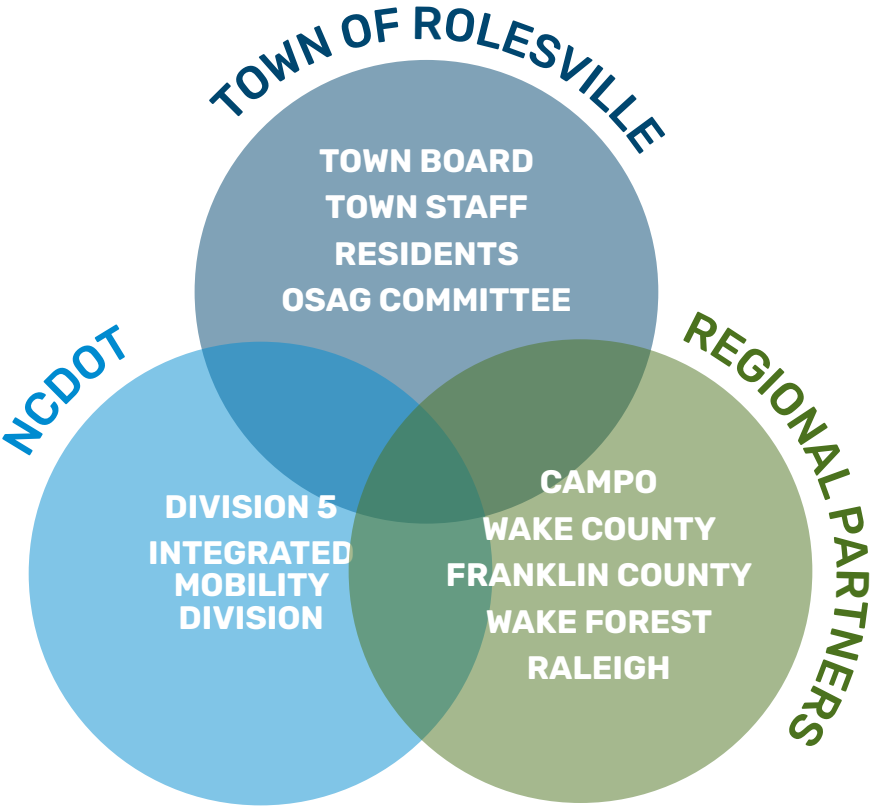 TOWN OF ROLESVILLE
TOWN BOARD
TOWN STAFF
RESIDENTS
OSAG COMMITTEE
NCDOT
DIVISION 5
INTEGRATED
MOBILITY
DIVISION
REGIONAL PARTNERS
CAMPO
WAKE COUNTY
FRANKLIN COUNTY
WAKE FOREST
RALEIGH